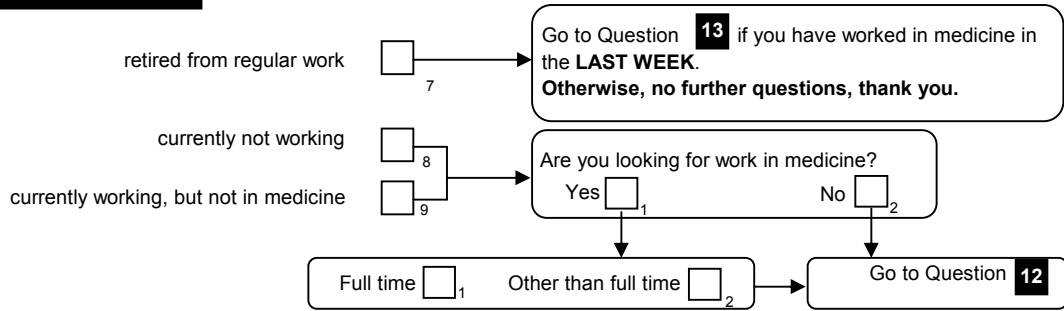 retired from regular work 7
Go to Question 13 if you have worked in medicine in
the LAST WEEK.
Otherwise, no further questions, thank you.
currently not working 8
currently working, but not in medicine 9
Are you looking for work in medicine?
Yes 1 No 2
Full time 1 Other than full time 2
Go to Question 12